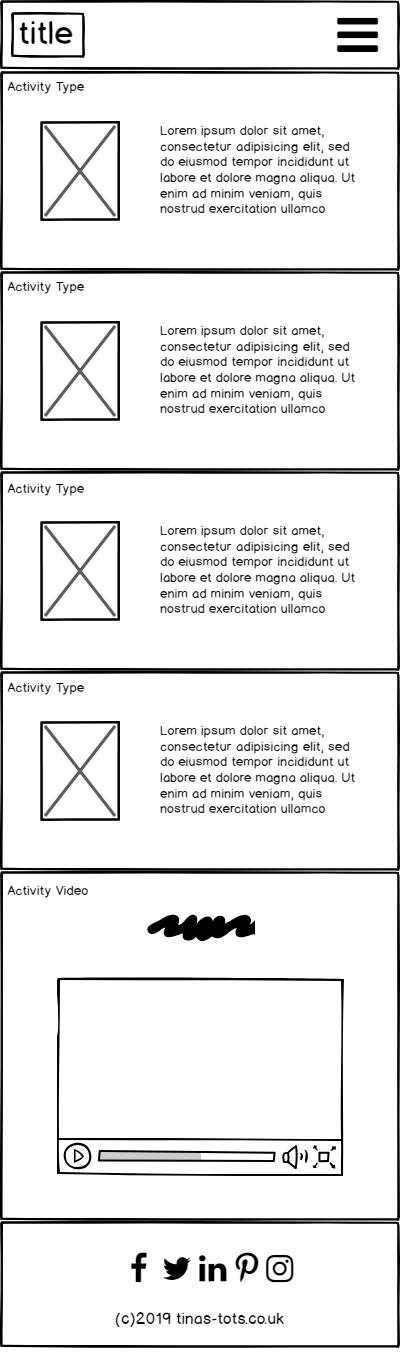 title
Activity Type
Lorem ipsum dolor sit amet,
consectetur adipisicing elit, sed
do eiusmod tempor incididunt ut
labore et dolore magna aliqua. Ut
enim ad minim veniam, quis
nostrud exercitation ullamco
Activity Type
Lorem ipsum dolor sit amet,
consectetur adipisicing elit, sed
do eiusmod tempor incididunt ut
labore et dolore magna aliqua. Ut
enim ad minim veniam, quis
nostrud exercitation ullamco
Activity Type
Lorem ipsum dolor sit amet,
consectetur adipisicing elit, sed
do eiusmod tempor incididunt ut
labore et dolore magna aliqua. Ut
enim ad minim veniam, quis
nostrud exercitation ullamco
Activity Type
Lorem ipsum dolor sit amet,
consectetur adipisicing elit, sed
do eiusmod tempor incididunt ut
labore et dolore magna aliqua. Ut
enim ad minim veniam, quis
nostrud exercitation ullamco
Activity Video
(c)2019 tinas-tots.co.uk